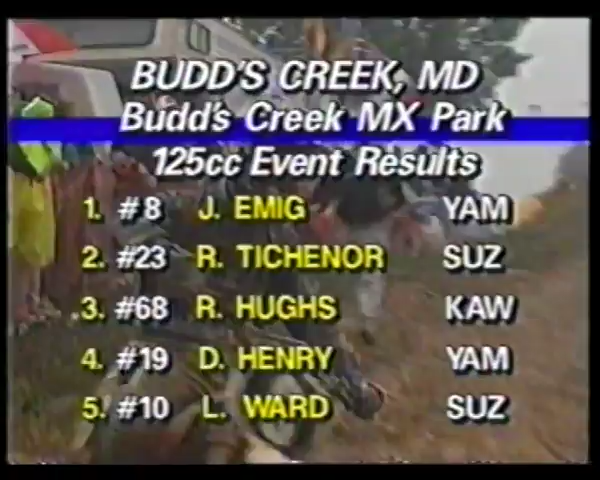 BUDD'S CREEK, MD
Budd's Creek MX Park
125cc Event Results
1. #8 J. EMIG YAM
2. #23 R. TICHENOR SUZ
3. #68 R. HUGHS KAW
4. #19 D. HENRY YAM
5. #10 L. WARD SUZ